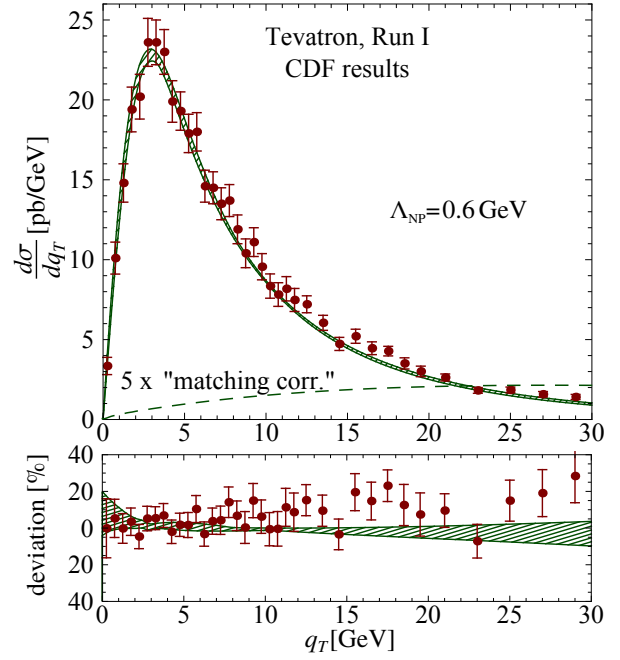 Tevatron, Run I
CDF results
Λ_NP=0.6 GeV
dσ/dq_T [pb/GeV]
25
20
15
10
5
0
5 x "matching corr."
0 5 10 15 20 25 30
deviation [%]
40
20
0
20
40
0 5 10 15 20 25 30
q_T[GeV]